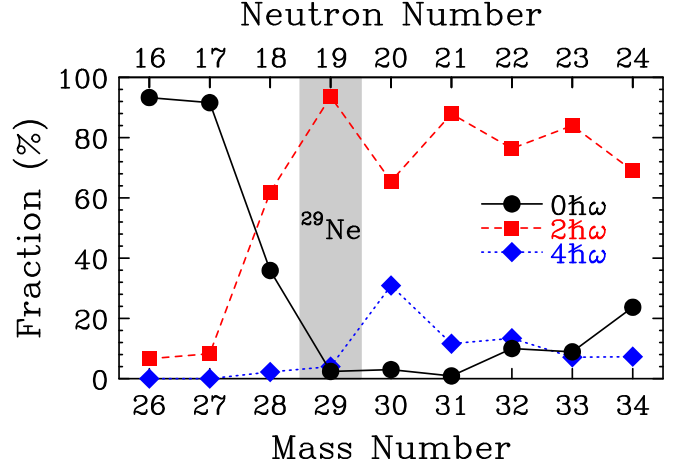 Neutron Number
16 17 18 19 20 21 22 23 24
100
80
60
40
20
0
Fraction (%)
²⁹Ne
0ℏω
2ℏω
4ℏω
26 27 28 29 30 31 32 33 34
Mass Number